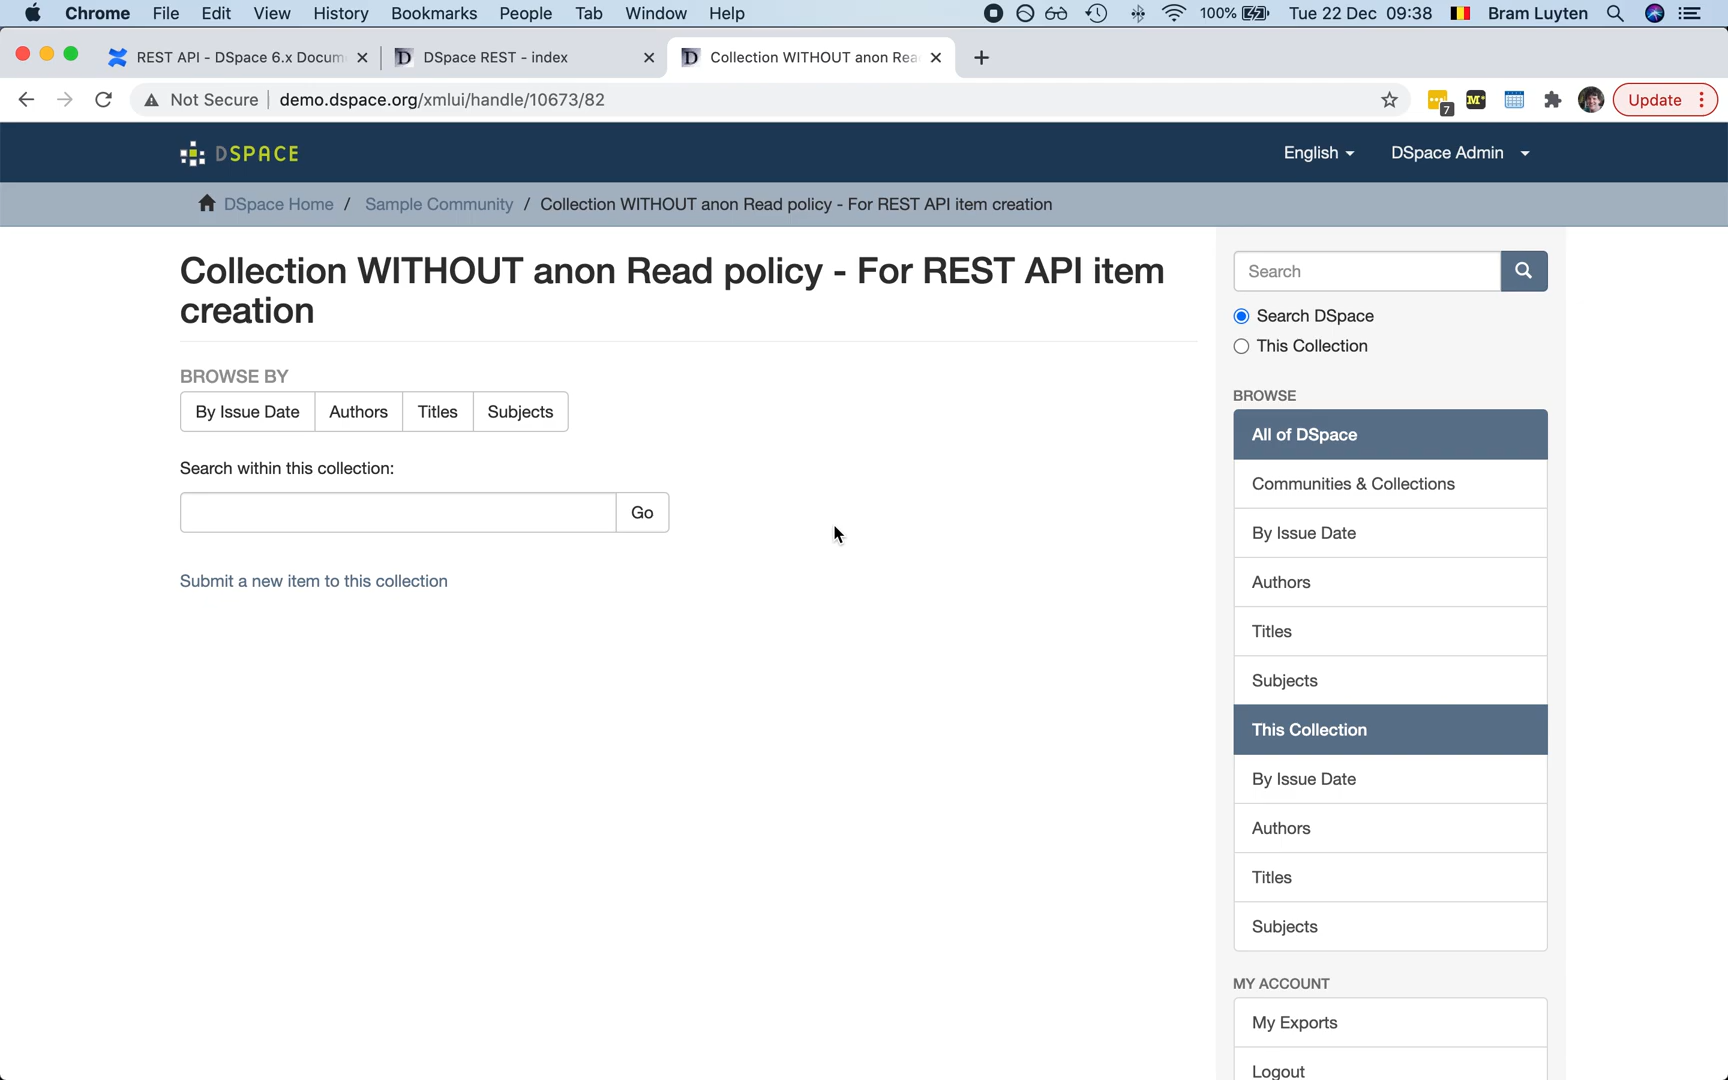 Chrome File Edit View History Bookmarks People Tab Window Help 100% Tue 22 Dec 09:38 Bram Luyten
REST API - DSpace 6.x Docum DSpace REST - index Collection WITHOUT anon Rea
Not Secure demo.dspace.org/xmlui/handle/10673/82 7 M* Update
DSPACE English DSpace Admin
DSpace Home / Sample Community / Collection WITHOUT anon Read policy - For REST API item creation
Collection WITHOUT anon Read policy - For REST API item
creation
BROWSE BY
By Issue Date Authors Titles Subjects
Search within this collection:
Go
Submit a new item to this collection
Search
Search DSpace
This Collection
BROWSE
All of DSpace
Communities & Collections
By Issue Date
Authors
Titles
Subjects
This Collection
By Issue Date
Authors
Titles
Subjects
MY ACCOUNT
My Exports
Logout